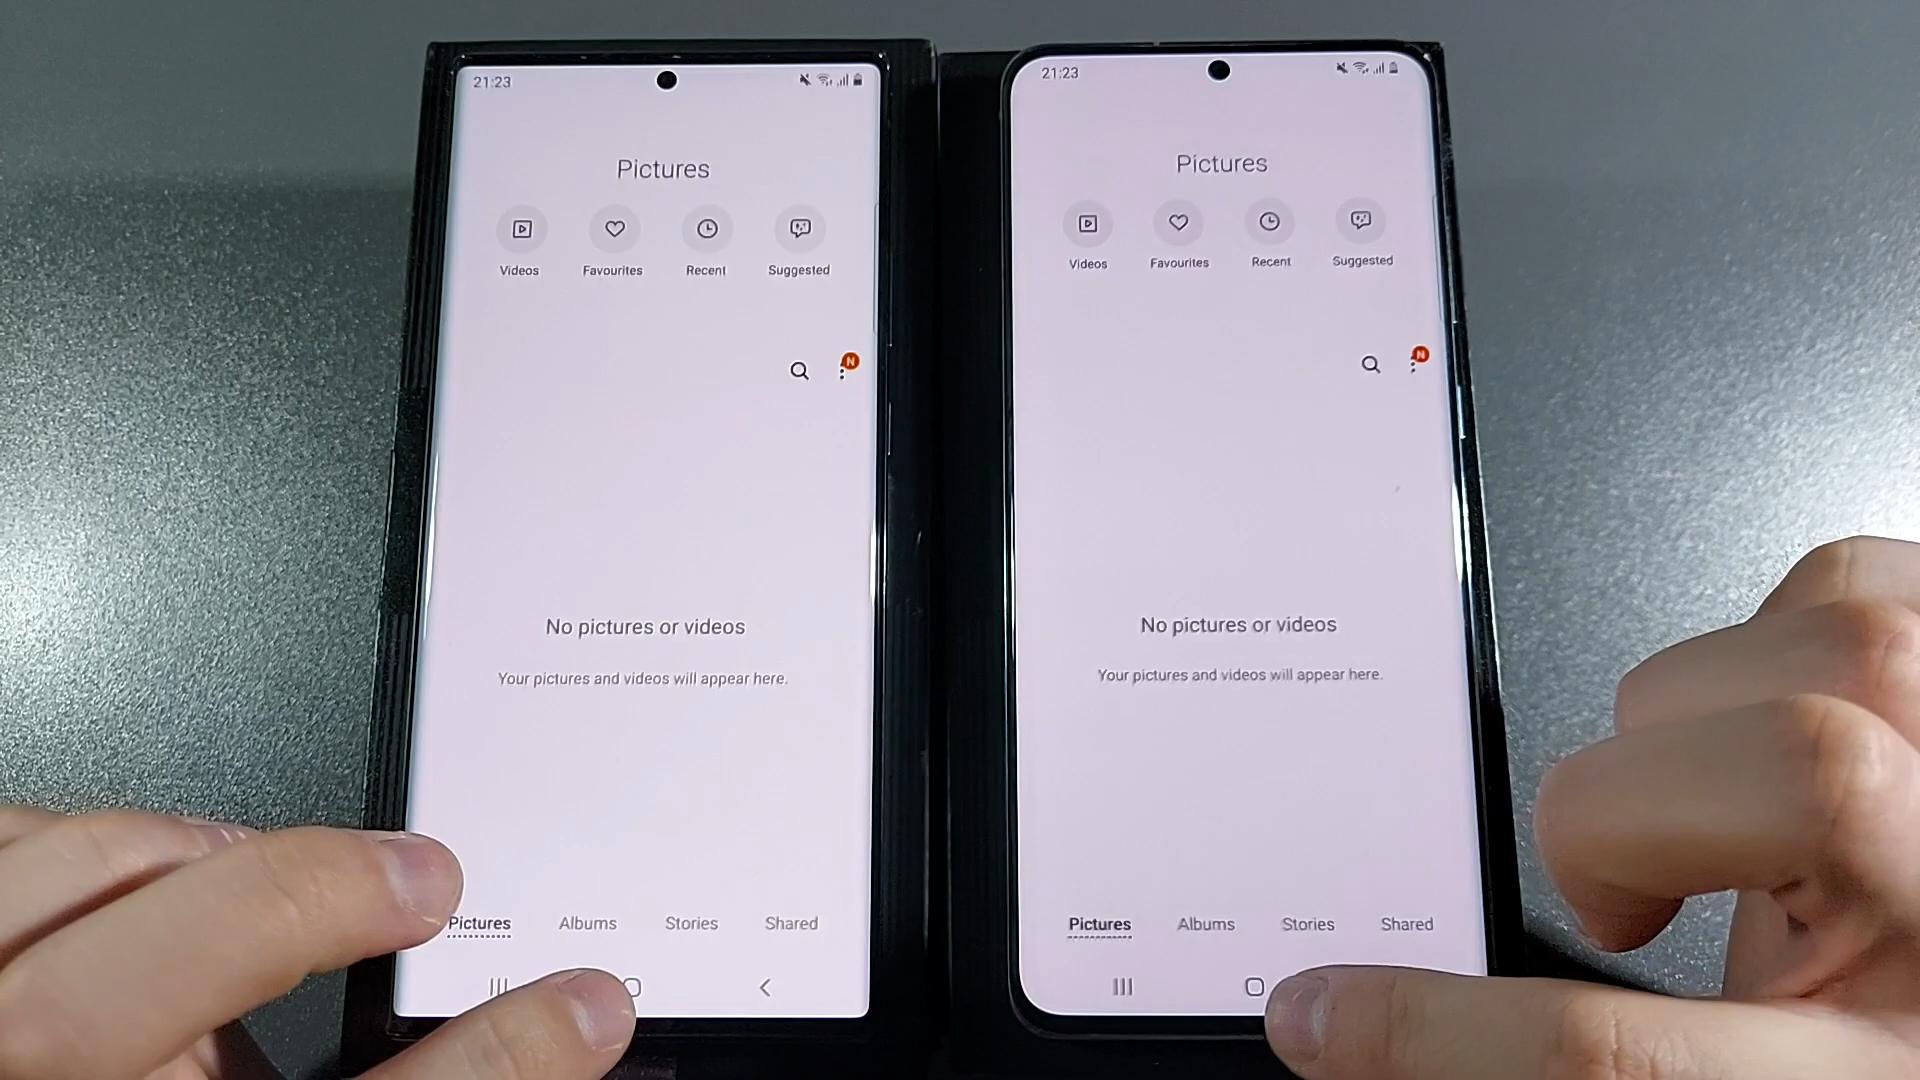 21:23
Pictures
Videos Favourites Recent Suggested
N
No pictures or videos
Your pictures and videos will appear here.
Pictures Albums Stories Shared
21:23
Pictures
Videos Favourites Recent Suggested
N
No pictures or videos
Your pictures and videos will appear here.
Pictures Albums Stories Shared